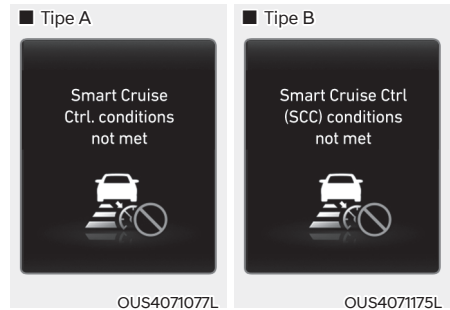 ■ Tipe A
Smart Cruise
Ctrl. conditions
not met
OUS4071077L
■ Tipe B
Smart Cruise Ctrl
(SCC) conditions
not met
OUS4071175L